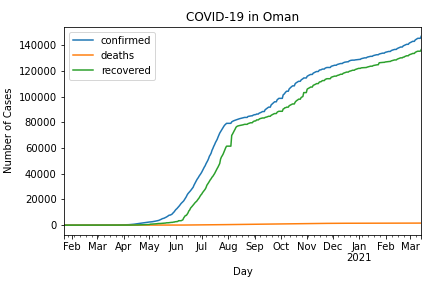 COVID-19 in Oman
confirmed
deaths
recovered
140000
120000
100000
80000
60000
40000
20000
0
Number of Cases
Feb Mar Apr May Jun Jul Aug Sep Oct Nov Dec Jan Feb Mar
2021
Day